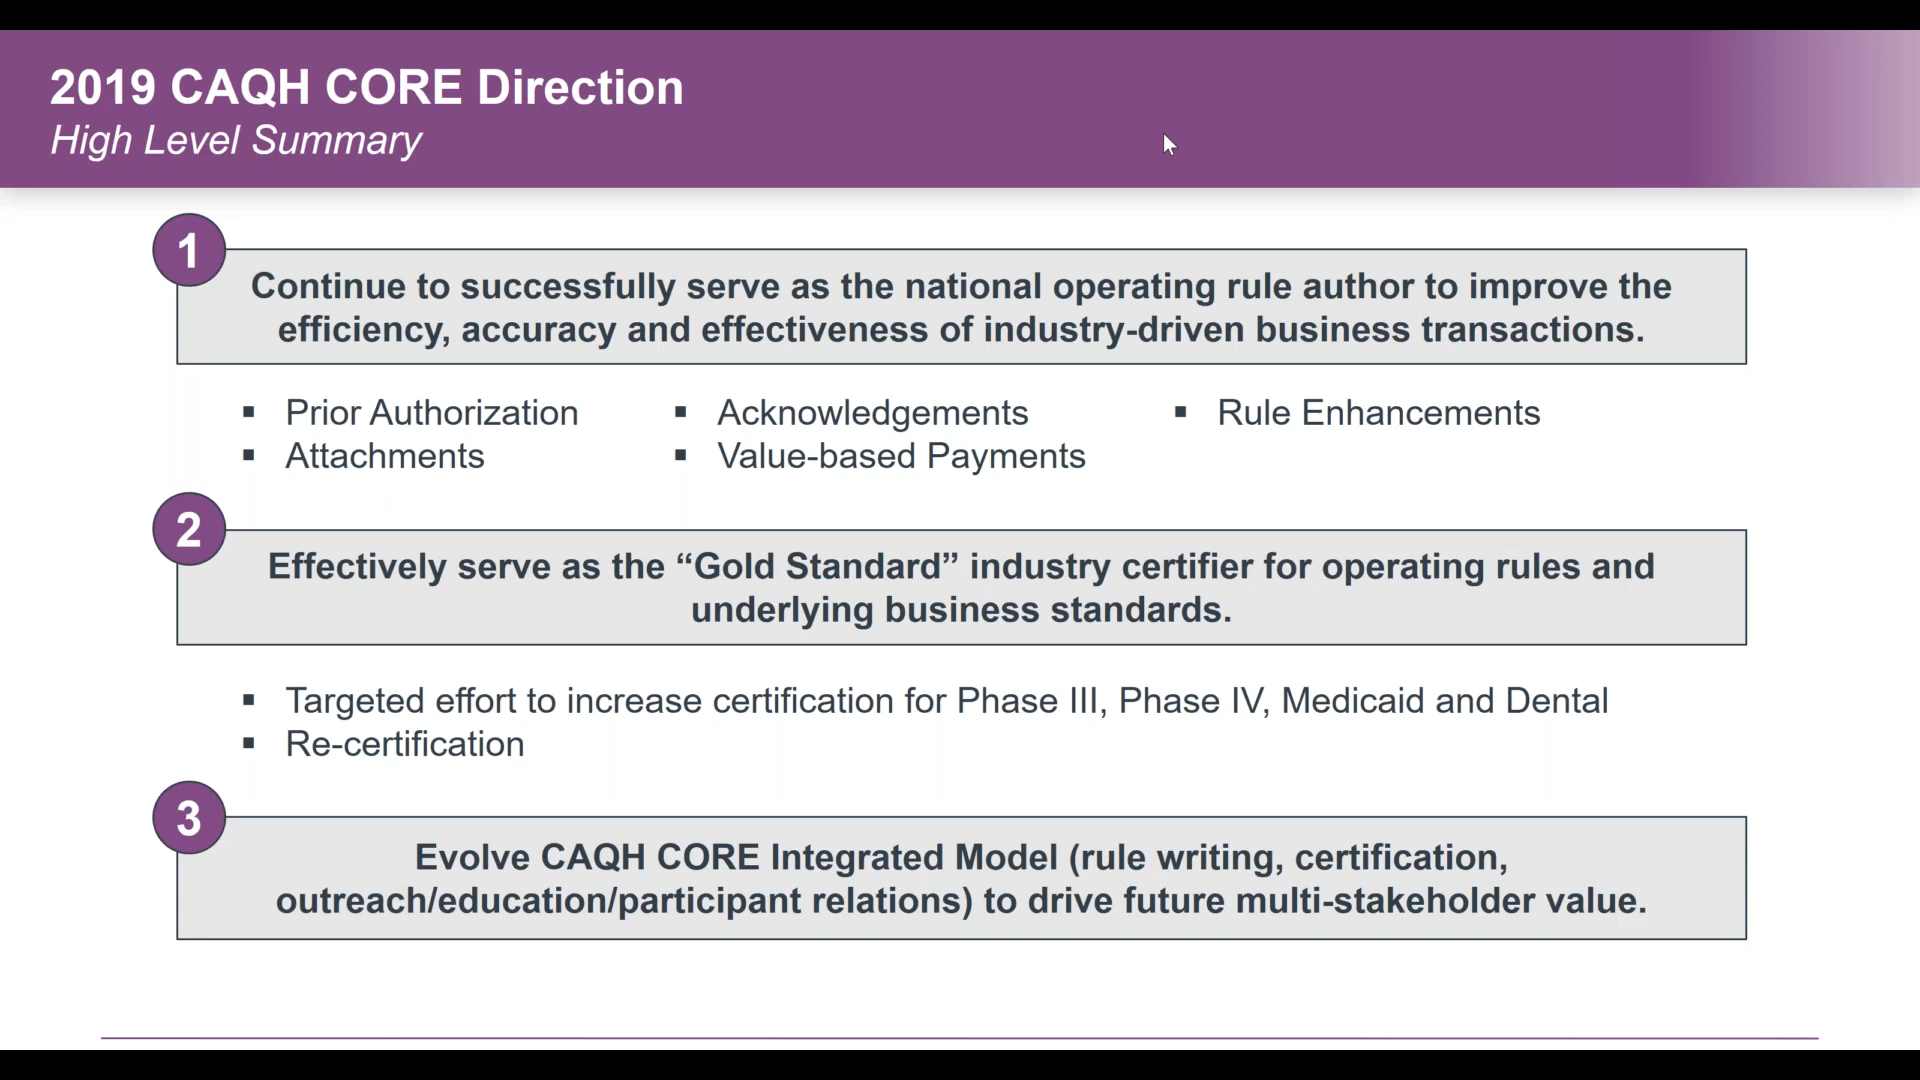 2019 CAQH CORE Direction
High Level Summary
1
Continue to successfully serve as the national operating rule author to improve the
efficiency, accuracy and effectiveness of industry-driven business transactions.
▪ Prior Authorization
▪ Attachments
▪ Acknowledgements
▪ Value-based Payments
▪ Rule Enhancements
2
Effectively serve as the “Gold Standard” industry certifier for operating rules and
underlying business standards.
▪ Targeted effort to increase certification for Phase III, Phase IV, Medicaid and Dental
▪ Re-certification
3
Evolve CAQH CORE Integrated Model (rule writing, certification,
outreach/education/participant relations) to drive future multi-stakeholder value.